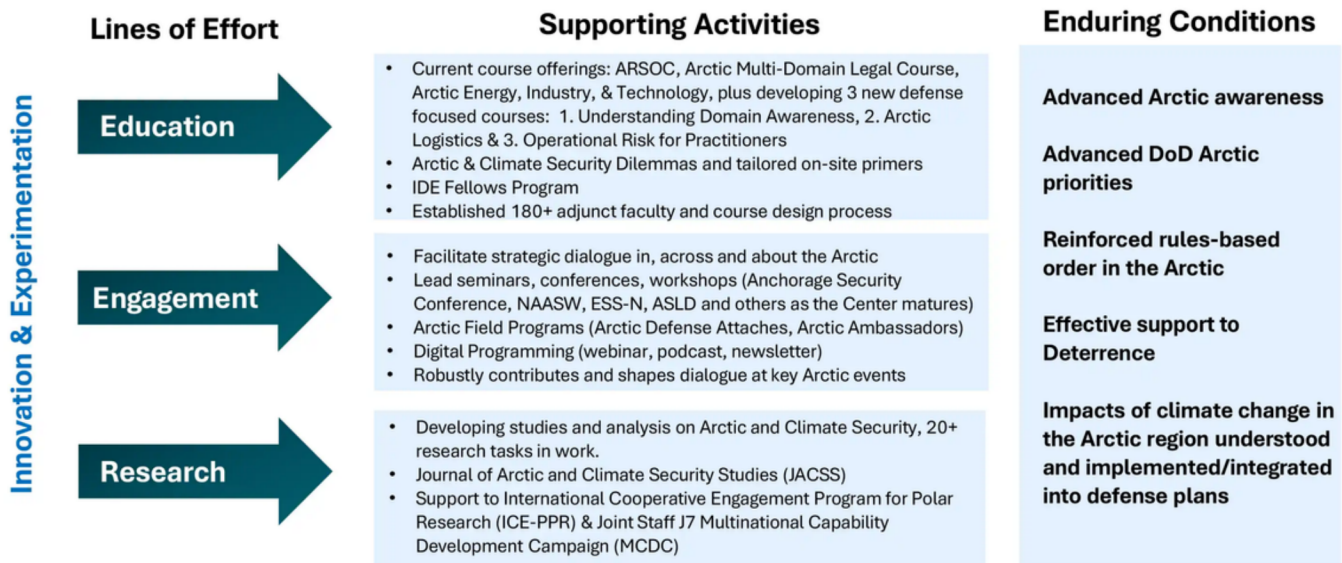 Lines of Effort
Supporting Activities
Enduring Conditions
Innovation & Experimentation
Education
• Current course offerings: ARSOC, Arctic Multi-Domain Legal Course,
Arctic Energy, Industry, & Technology, plus developing 3 new defense
focused courses: 1. Understanding Domain Awareness, 2. Arctic
Logistics & 3. Operational Risk for Practitioners
• Arctic & Climate Security Dilemmas and tailored on-site primers
• IDE Fellows Program
• Established 180+ adjunct faculty and course design process
Engagement
• Facilitate strategic dialogue in, across and about the Arctic
• Lead seminars, conferences, workshops (Anchorage Security
Conference, NAASW, ESS-N, ASLD and others as the Center matures)
• Arctic Field Programs (Arctic Defense Attaches, Arctic Ambassadors)
• Digital Programming (webinar, podcast, newsletter)
• Robustly contributes and shapes dialogue at key Arctic events
Research
• Developing studies and analysis on Arctic and Climate Security, 20+
research tasks in work.
• Journal of Arctic and Climate Security Studies (JACSS)
• Support to International Cooperative Engagement Program for Polar
Research (ICE-PPR) & Joint Staff J7 Multinational Capability
Development Campaign (MCDC)
Advanced Arctic awareness
Advanced DoD Arctic
priorities
Reinforced rules-based
order in the Arctic
Effective support to
Deterrence
Impacts of climate change in
the Arctic region understood
and implemented/integrated
into defense plans